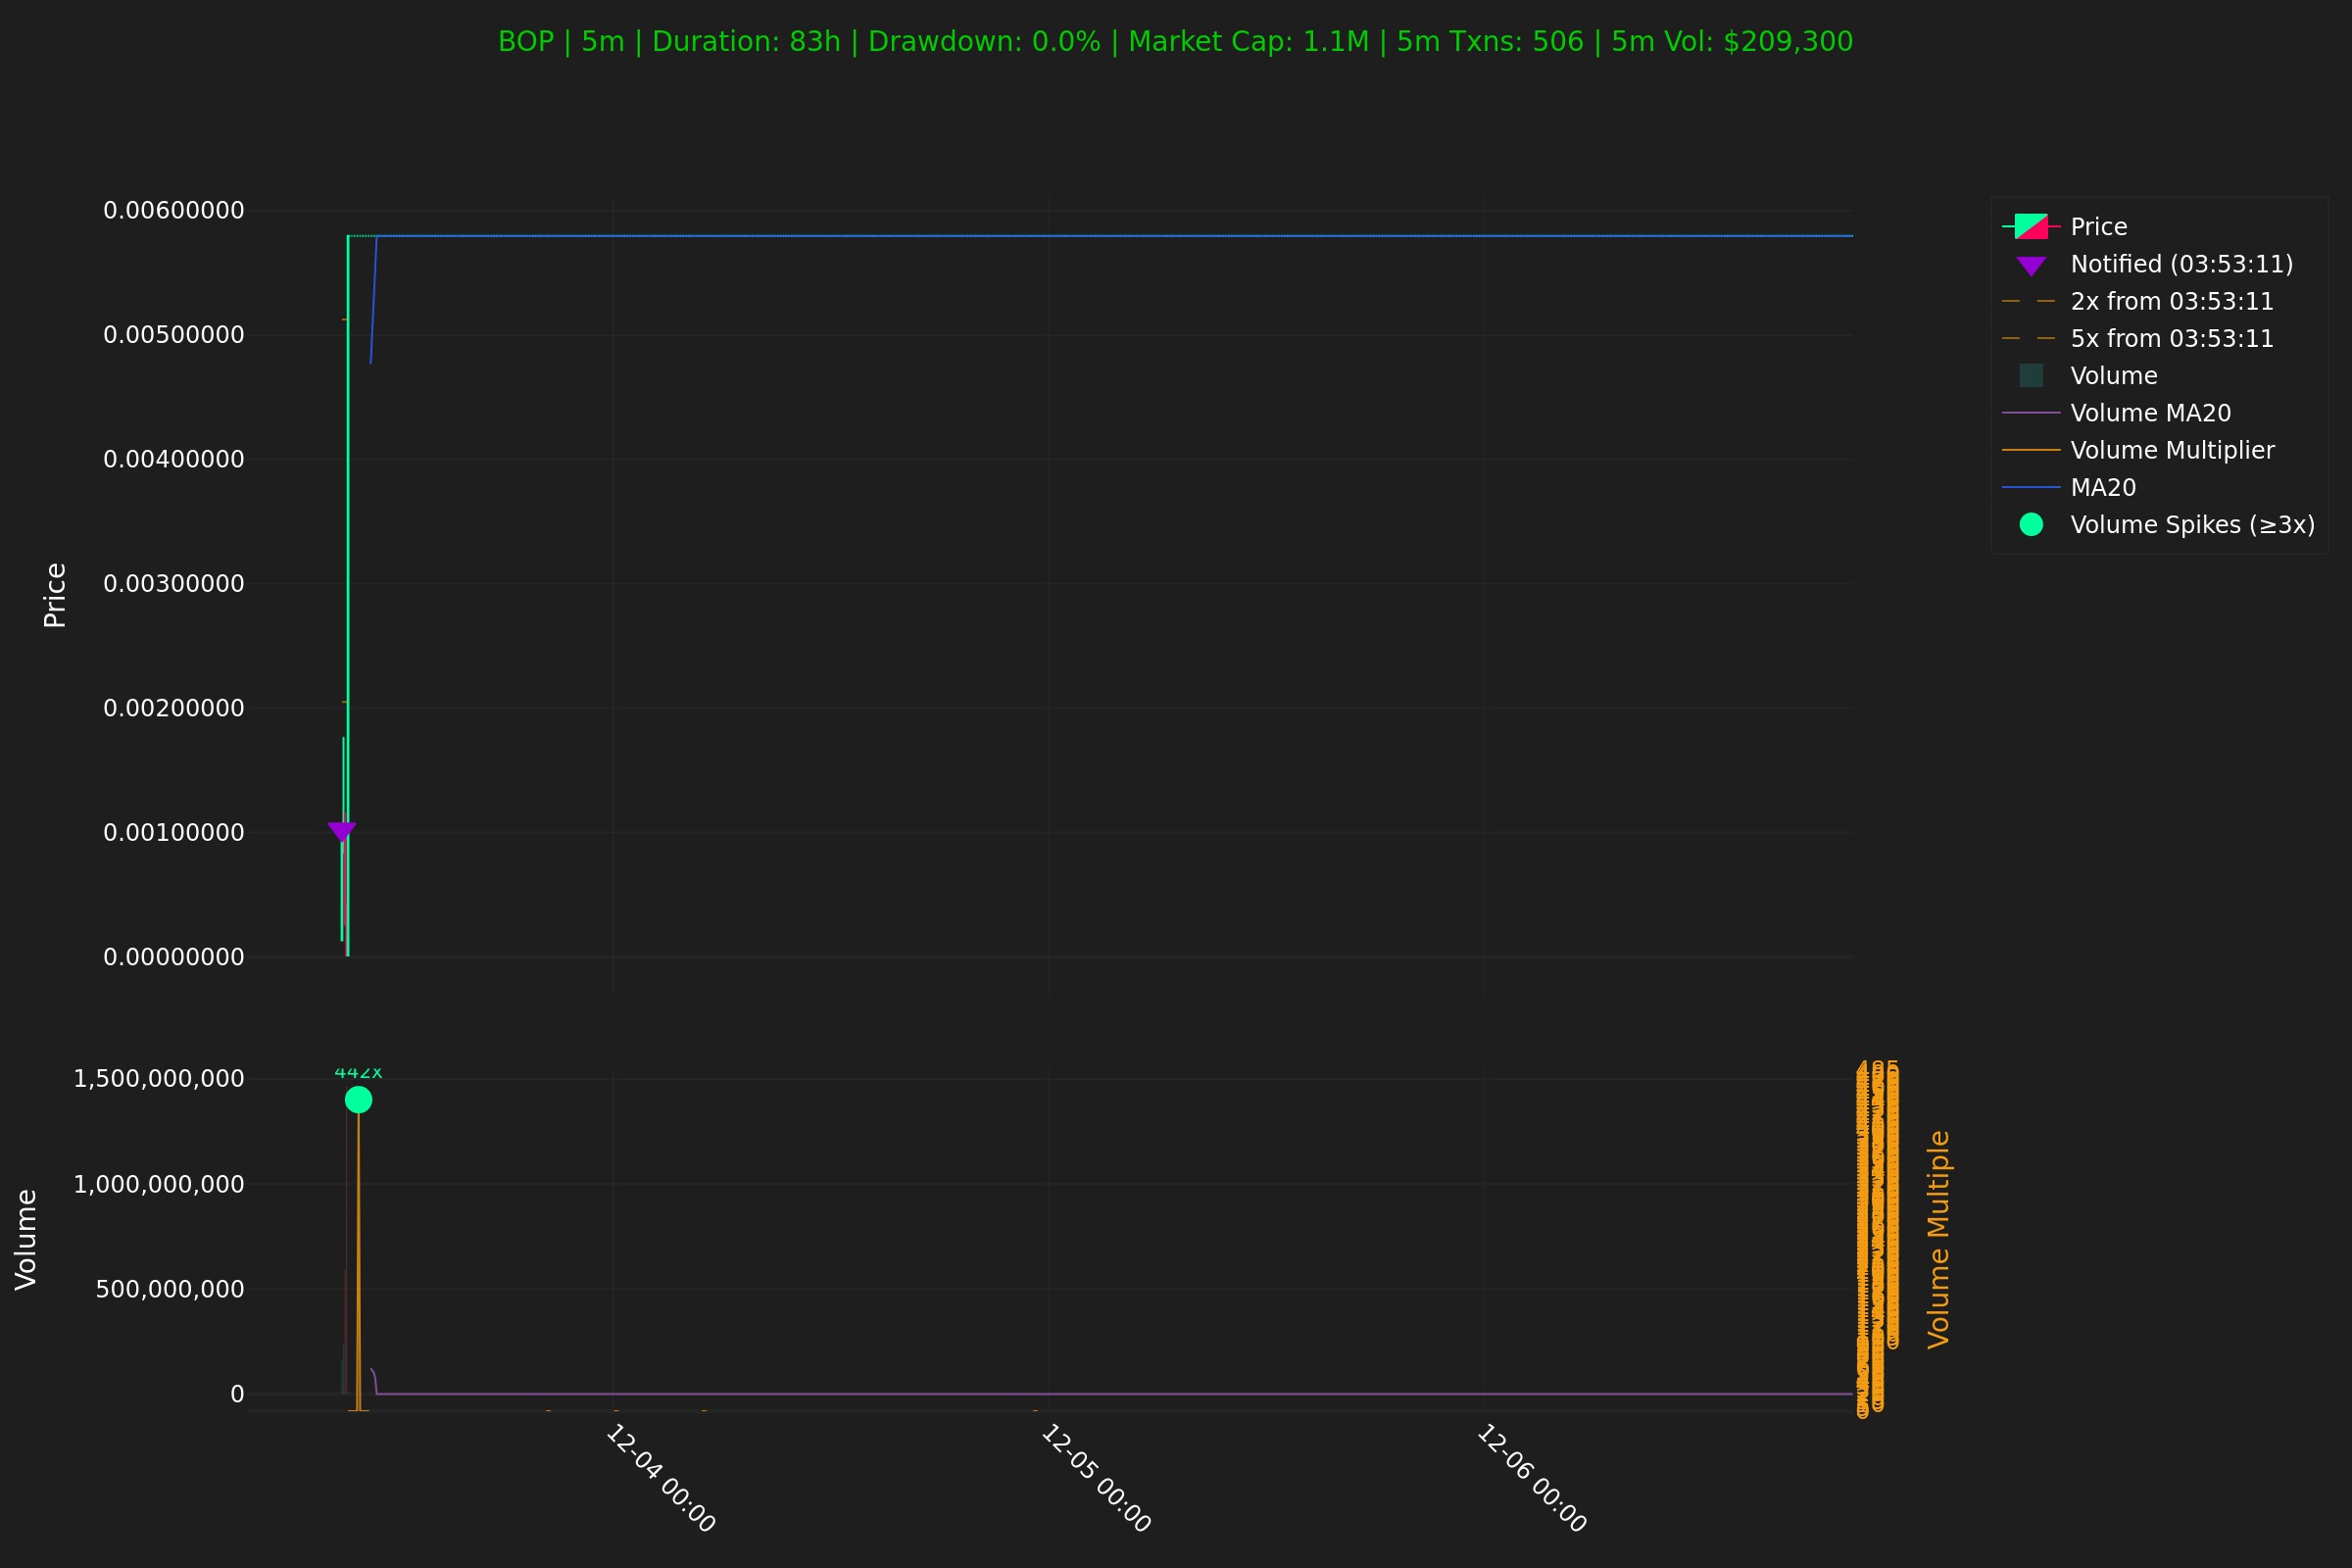 BOP | 5m | Duration: 83h | Drawdown: 0.0% | Market Cap: 1.1M | 5m Txns: 506 | 5m Vol: $209,300
Price
0.00600000
0.00500000
0.00400000
0.00300000
0.00200000
0.00100000
0.00000000
Price
Notified (03:53:11)
2x from 03:53:11
5x from 03:53:11
Volume
Volume MA20
Volume Multiplier
MA20
Volume Spikes (≥3x)
Volume
1,500,000,000
1,000,000,000
500,000,000
0
442x
Volume Multiple
12-04 00:00
12-05 00:00
12-06 00:00